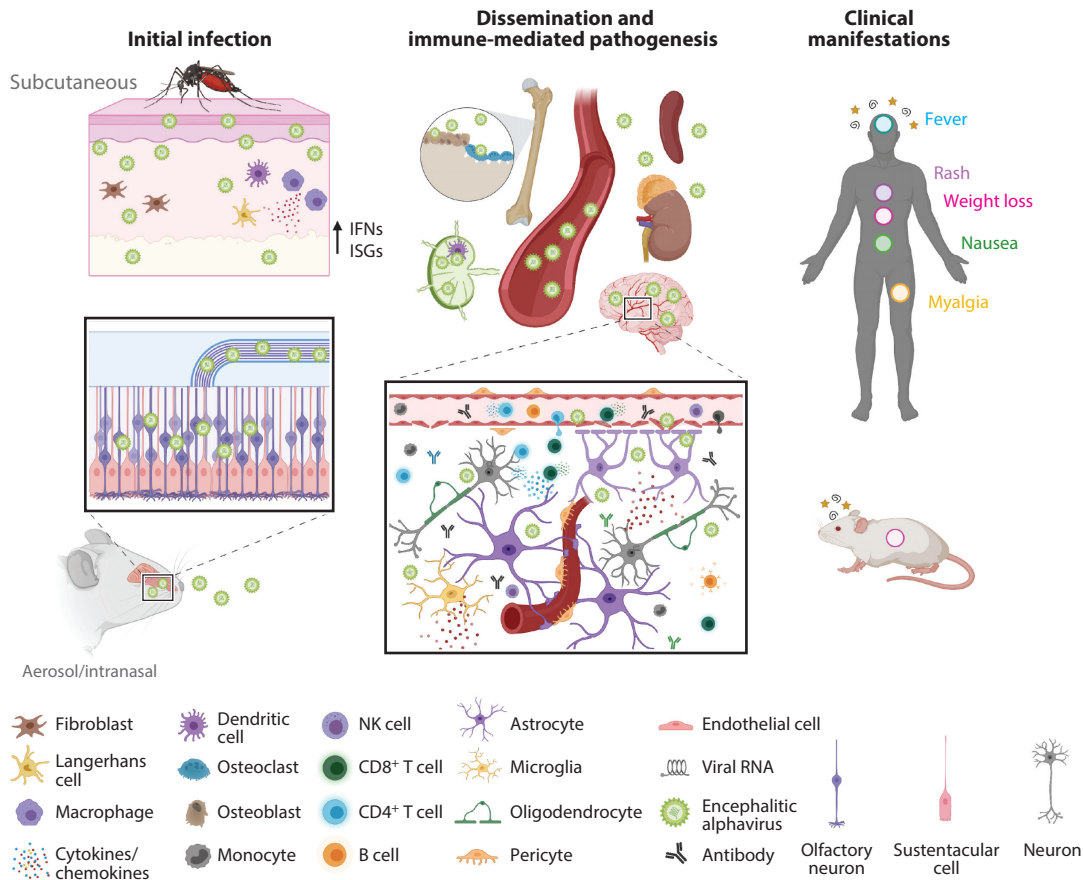 Initial infection
Dissemination and
immune-mediated pathogenesis
Clinical
manifestations
Subcutaneous
IFNs
ISGs
Fever
Rash
Weight loss
Nausea
Myalgia
Aerosol/intranasal
Fibroblast
Langerhans
cell
Macrophage
Cytokines/
chemokines
Dendritic
cell
Osteoclast
Osteoblast
Monocyte
NK cell
CD8⁺ T cell
CD4⁺ T cell
B cell
Astrocyte
Microglia
Oligodendrocyte
Pericyte
Endothelial cell
Viral RNA
Encephalitic
alphavirus
Antibody
Olfactory
neuron
Sustentacular
cell
Neuron